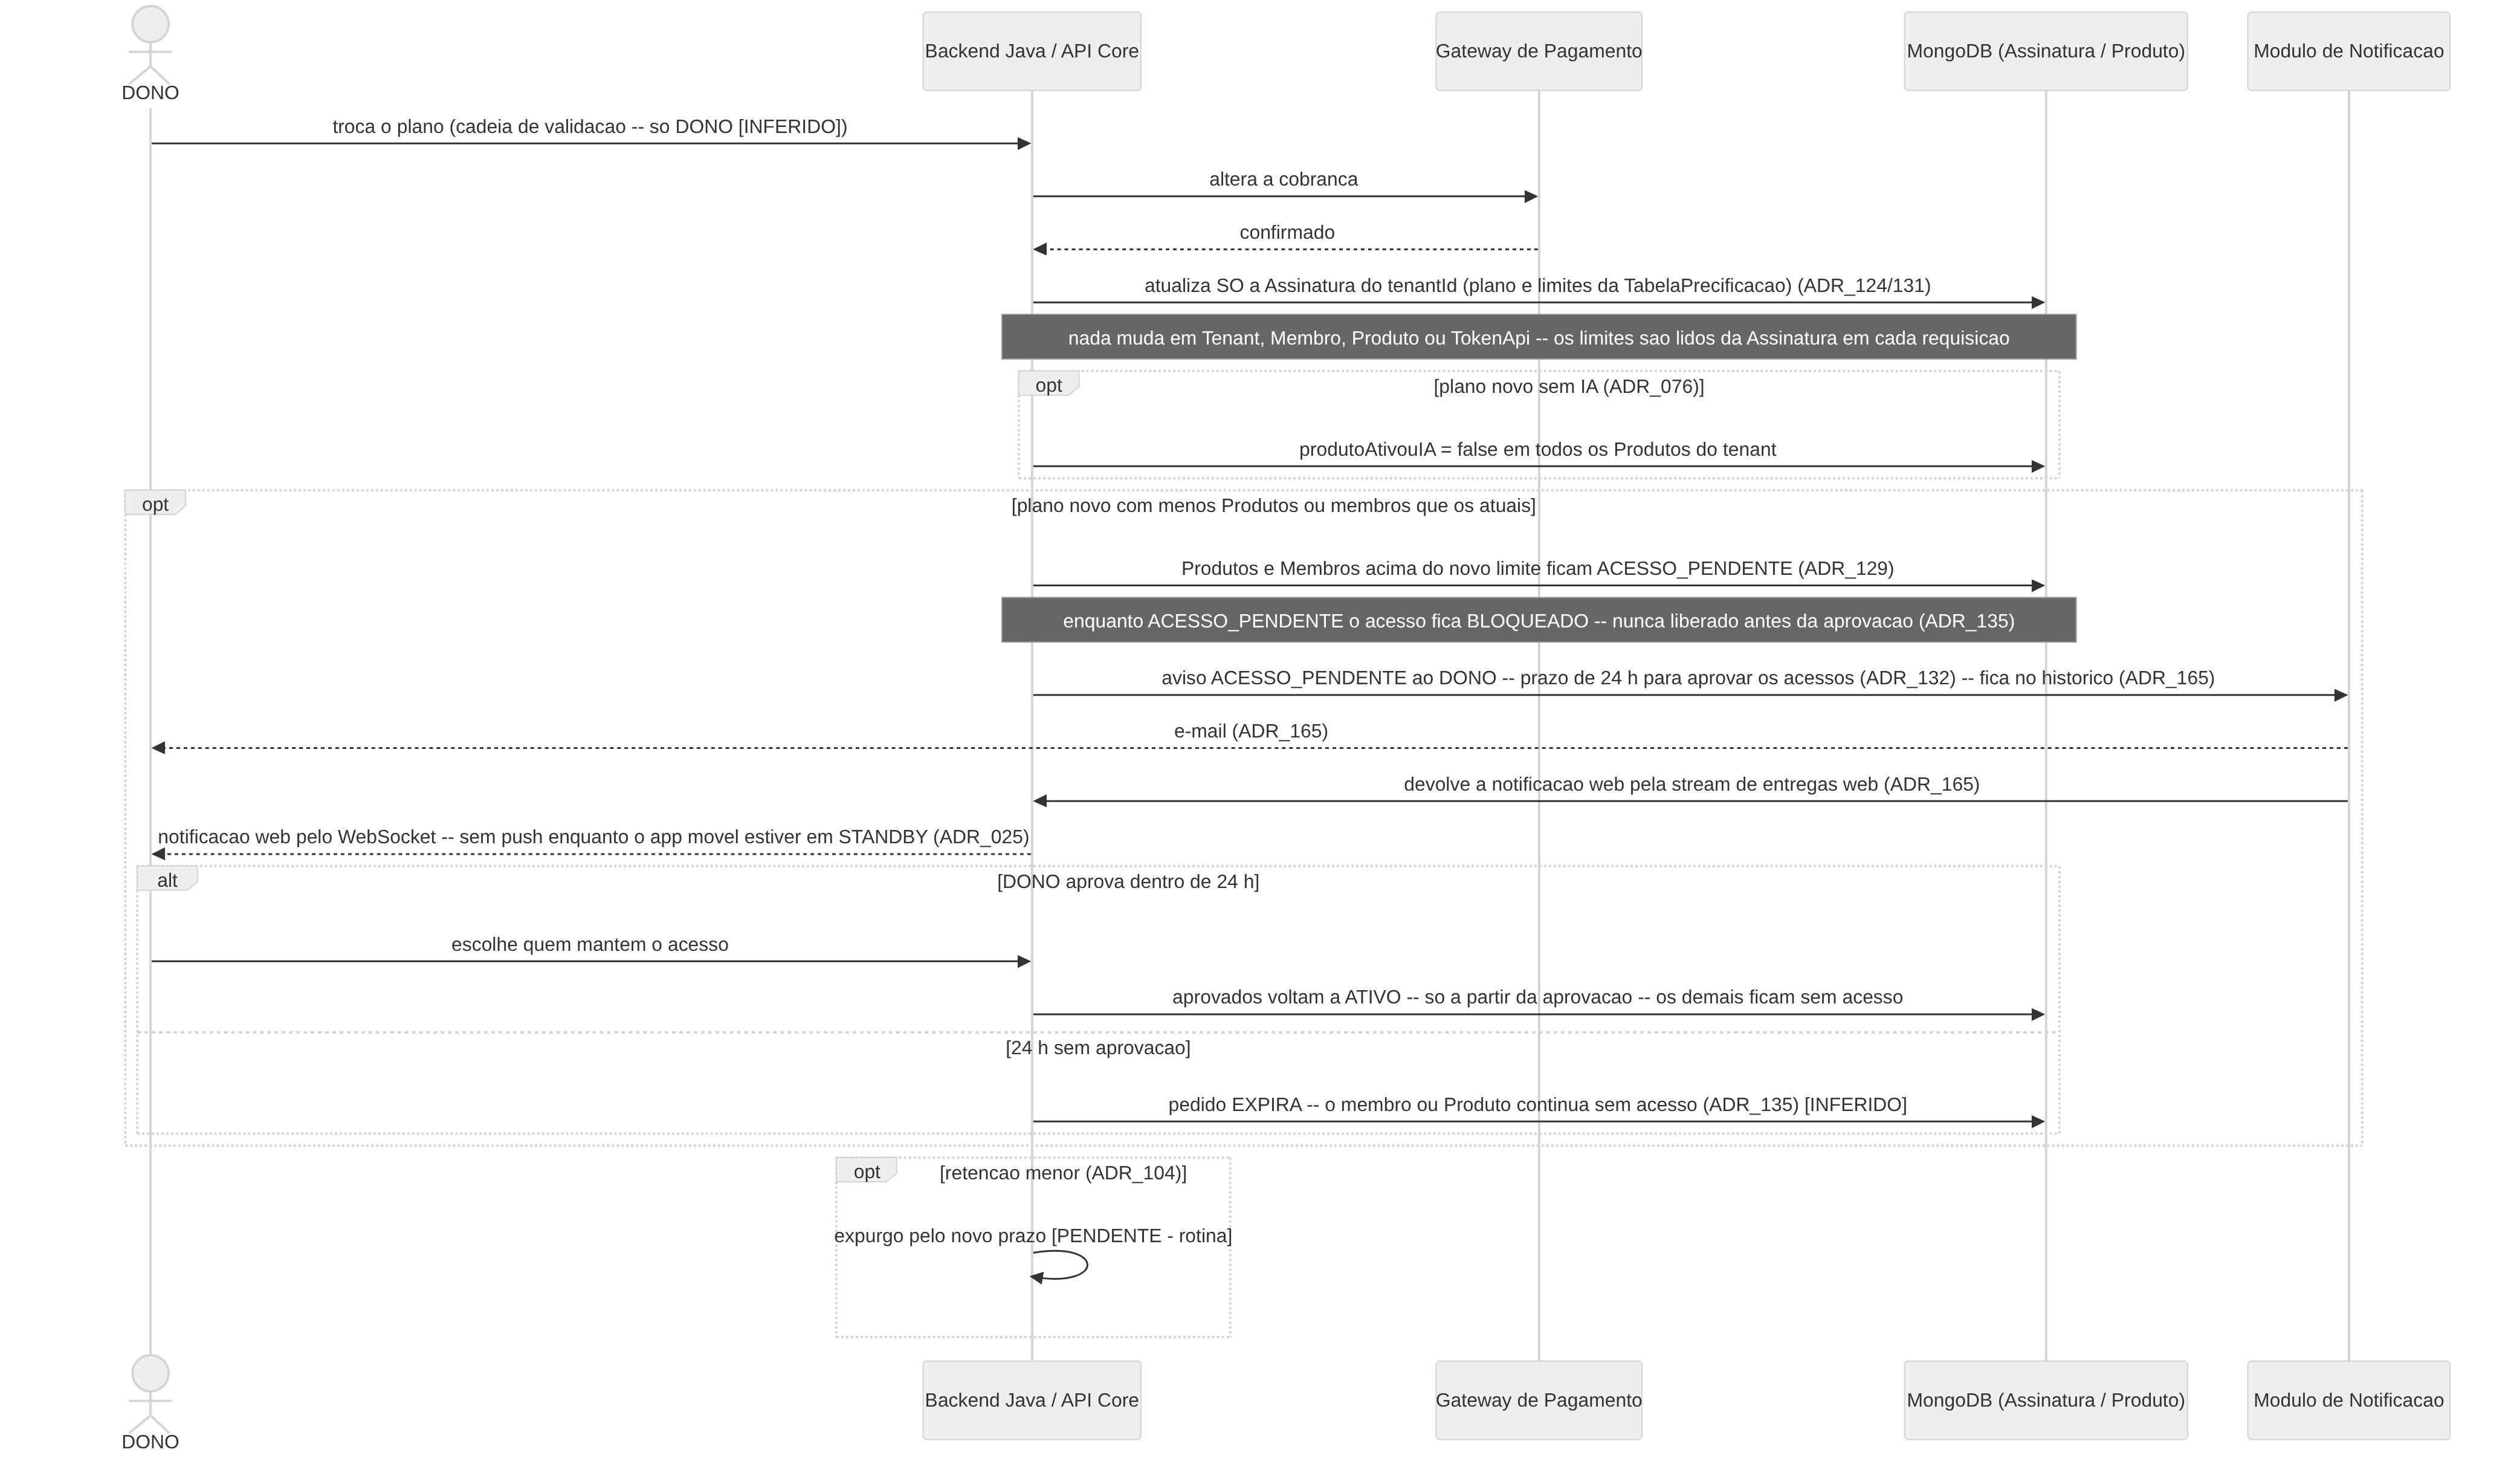 DONO
Backend Java / API Core
Gateway de Pagamento
MongoDB (Assinatura / Produto)
Modulo de Notificacao
troca o plano (cadeia de validacao -- so DONO [INFERIDO])
altera a cobranca
confirmado
atualiza SO a Assinatura do tenantId (plano e limites da TabelaPrecificacao) (ADR_124/131)
nada muda em Tenant, Membro, Produto ou TokenApi -- os limites sao lidos da Assinatura em cada requisicao
opt
[plano novo sem IA (ADR_076)]
produtoAtivouIA = false em todos os Produtos do tenant
opt
[plano novo com menos Produtos ou membros que os atuais]
Produtos e Membros acima do novo limite ficam ACESSO_PENDENTE (ADR_129)
enquanto ACESSO_PENDENTE o acesso fica BLOQUEADO -- nunca liberado antes da aprovacao (ADR_135)
aviso ACESSO_PENDENTE ao DONO -- prazo de 24 h para aprovar os acessos (ADR_132) -- fica no historico (ADR_165)
e-mail (ADR_165)
devolve a notificacao web pela stream de entregas web (ADR_165)
notificacao web pelo WebSocket -- sem push enquanto o app movel estiver em STANDBY (ADR_025)
alt
[DONO aprova dentro de 24 h]
escolhe quem mantem o acesso
aprovados voltam a ATIVO -- so a partir da aprovacao -- os demais ficam sem acesso
[24 h sem aprovacao]
pedido EXPIRA -- o membro ou Produto continua sem acesso (ADR_135) [INFERIDO]
opt
[retencao menor (ADR_104)]
expurgo pelo novo prazo [PENDENTE - rotina]
DONO
Backend Java / API Core
Gateway de Pagamento
MongoDB (Assinatura / Produto)
Modulo de Notificacao